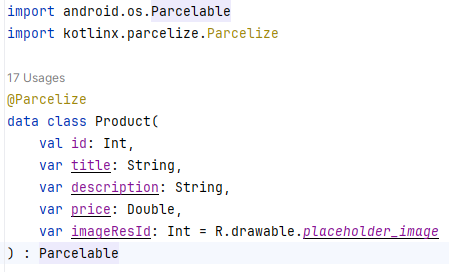 import android.os.Parcelable
import kotlinx.parcelize.Parcelize
17 Usages
@Parcelize
data class Product(
    val id: Int,
    var title: String,
    var description: String,
    var price: Double,
    var imageResId: Int = R.drawable.placeholder_image
) : Parcelable